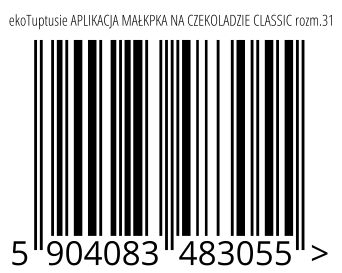 ekoTuptusie APLIKACJA MAŁKPKA NA CZEKOLADZIE CLASSIC rozm.31
5 904083 483055 >